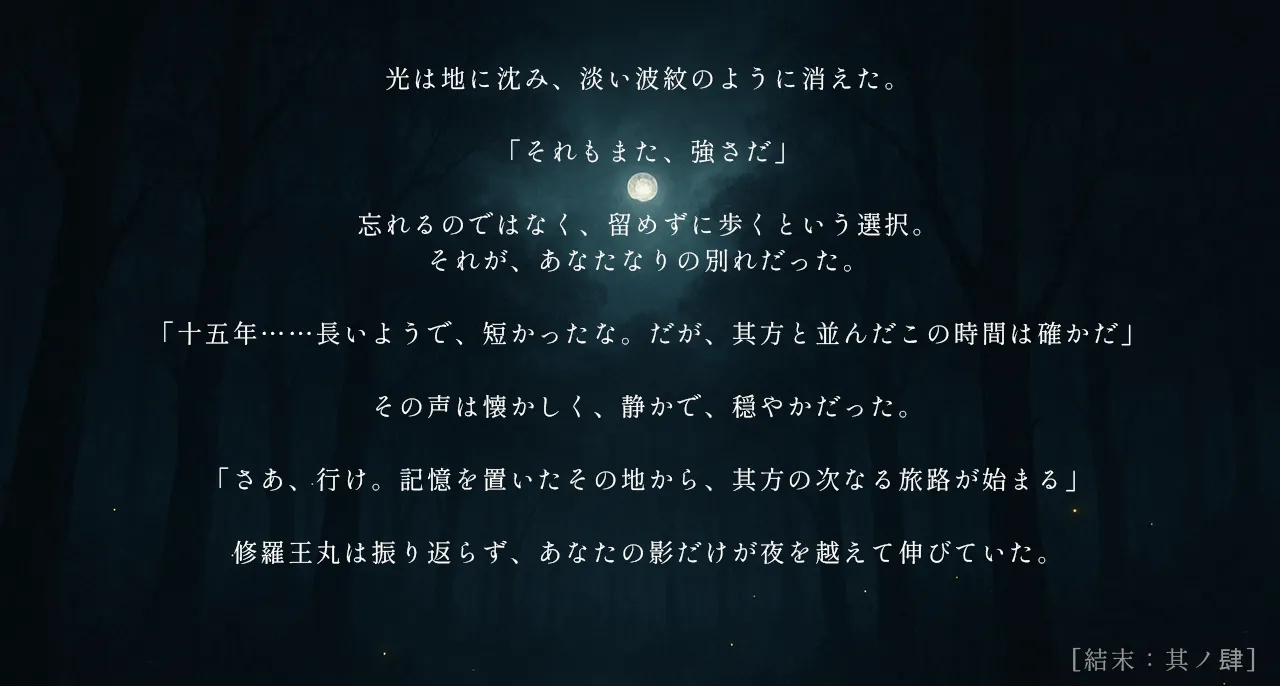 光は地に沈み、淡い波紋のように消えた。
「それもまた、強さだ」
忘れるのではなく、留めずに歩くという選択。
それが、あなたなりの別れだった。
「十五年……長いようで、短かったな。だが、其方と並んだこの時間は確かだ」
その声は懐かしく、静かで、穏やかだった。
「さあ、行け。記憶を置いたその地から、其方の次なる旅路が始まる」
修羅王丸は振り返らず、あなたの影だけが夜を越えて伸びていた。
[結末：其ノ肆]